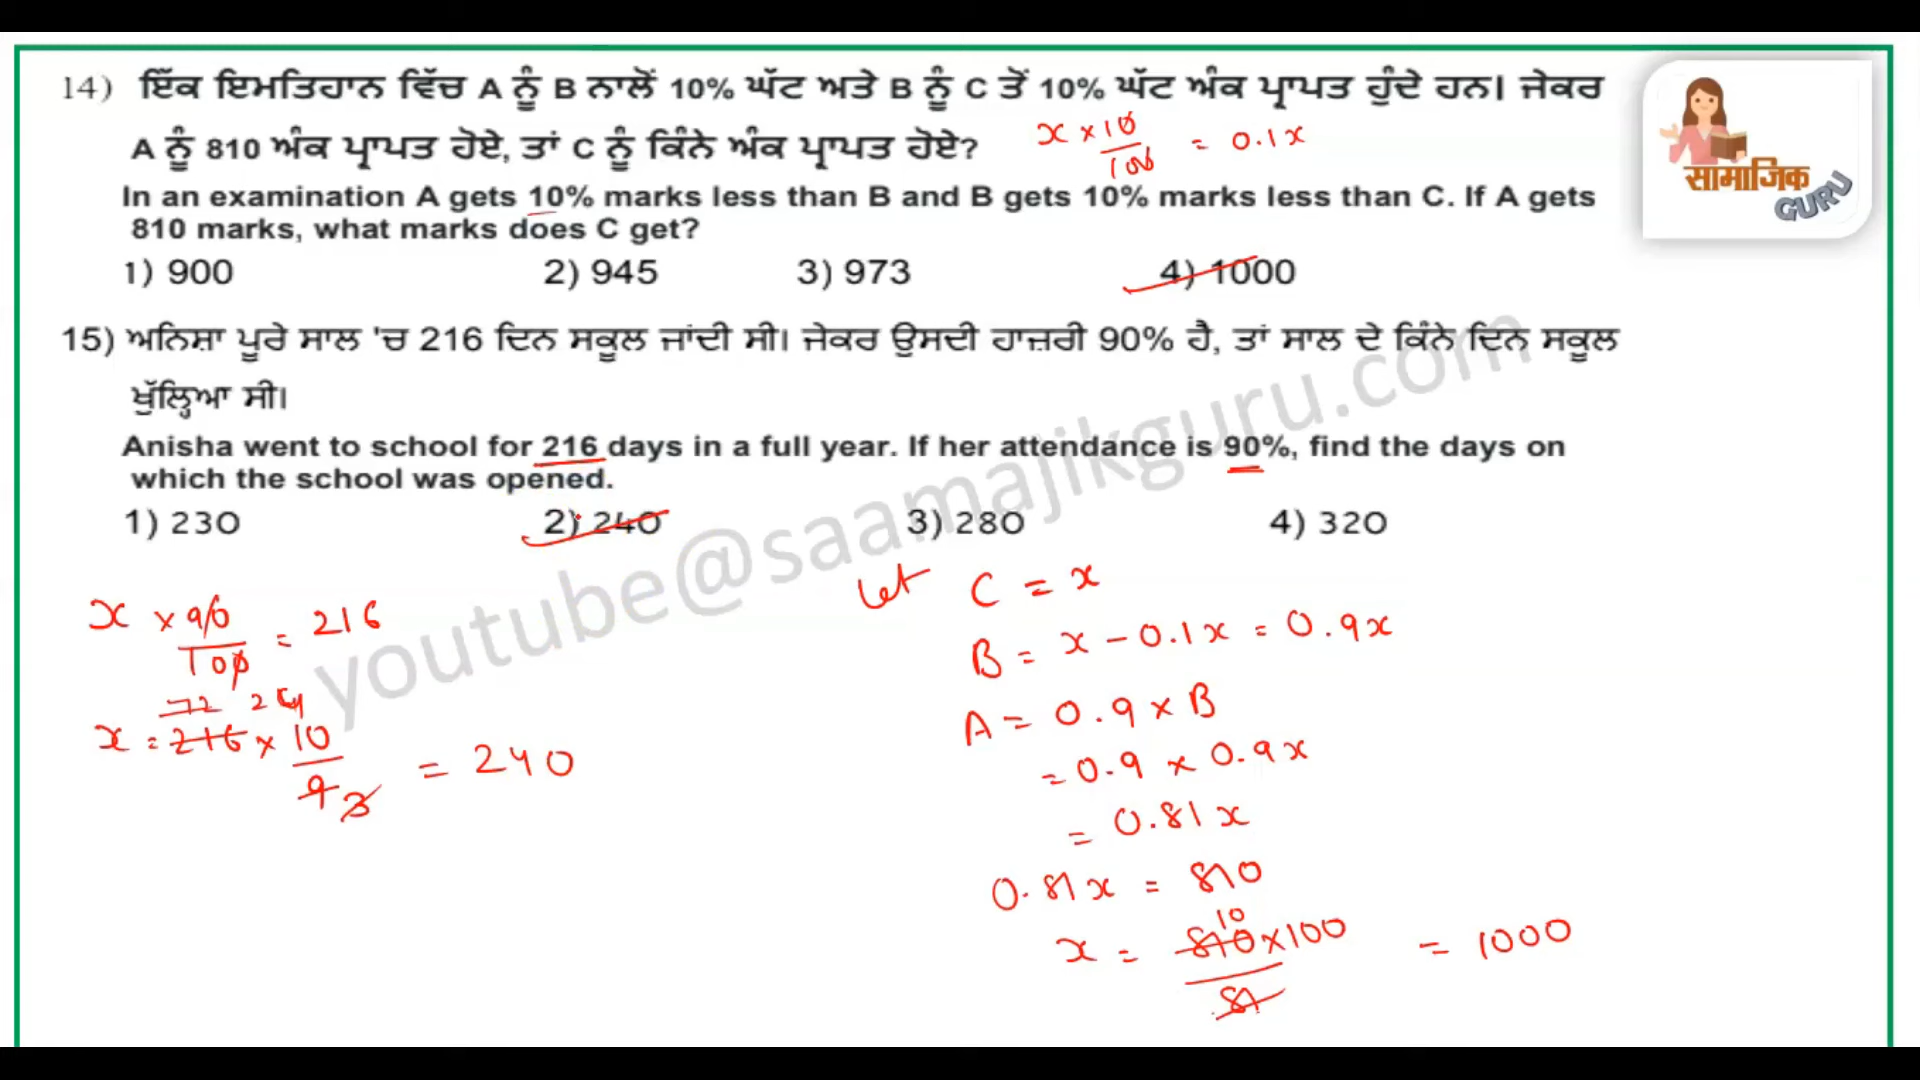 14) ਇੱਕ ਇਮਤਿਹਾਨ ਵਿੱਚ A ਨੂੰ B ਨਾਲੋਂ 10% ਘੱਟ ਅਤੇ B ਨੂੰ C ਤੋਂ 10% ਘੱਟ ਅੰਕ ਪ੍ਰਾਪਤ ਹੁੰਦੇ ਹਨ। ਜੇਕਰ
A ਨੂੰ 810 ਅੰਕ ਪ੍ਰਾਪਤ ਹੋਏ, ਤਾਂ C ਨੂੰ ਕਿੰਨੇ ਅੰਕ ਪ੍ਰਾਪਤ ਹੋਏ?
x × 10/100 = 0.1x
सामाजिक
GURU
In an examination A gets 10% marks less than B and B gets 10% marks less than C. If A gets
810 marks, what marks does C get?
1) 900 2) 945 3) 973 4) 1000
15) ਅਨਿਸ਼ਾ ਪੂਰੇ ਸਾਲ 'ਚ 216 ਦਿਨ ਸਕੂਲ ਜਾਂਦੀ ਸੀ। ਜੇਕਰ ਉਸਦੀ ਹਾਜ਼ਰੀ 90% ਹੈ, ਤਾਂ ਸਾਲ ਦੇ ਕਿੰਨੇ ਦਿਨ ਸਕੂਲ
ਖੁੱਲ੍ਹਿਆ ਸੀ।
Anisha went to school for 216 days in a full year. If her attendance is 90%, find the days on
which the school was opened.
1) 230 2) 240 3) 280 4) 320
youtube@saamajikguru.com
x × 90/100 = 216
72 24
x = 216 × 10/9 3 = 240
Let C = x
B = x - 0.1x = 0.9x
A = 0.9 × B
= 0.9 × 0.9x
= 0.81x
0.81x = 810
10
x = 810×100/81 = 1000